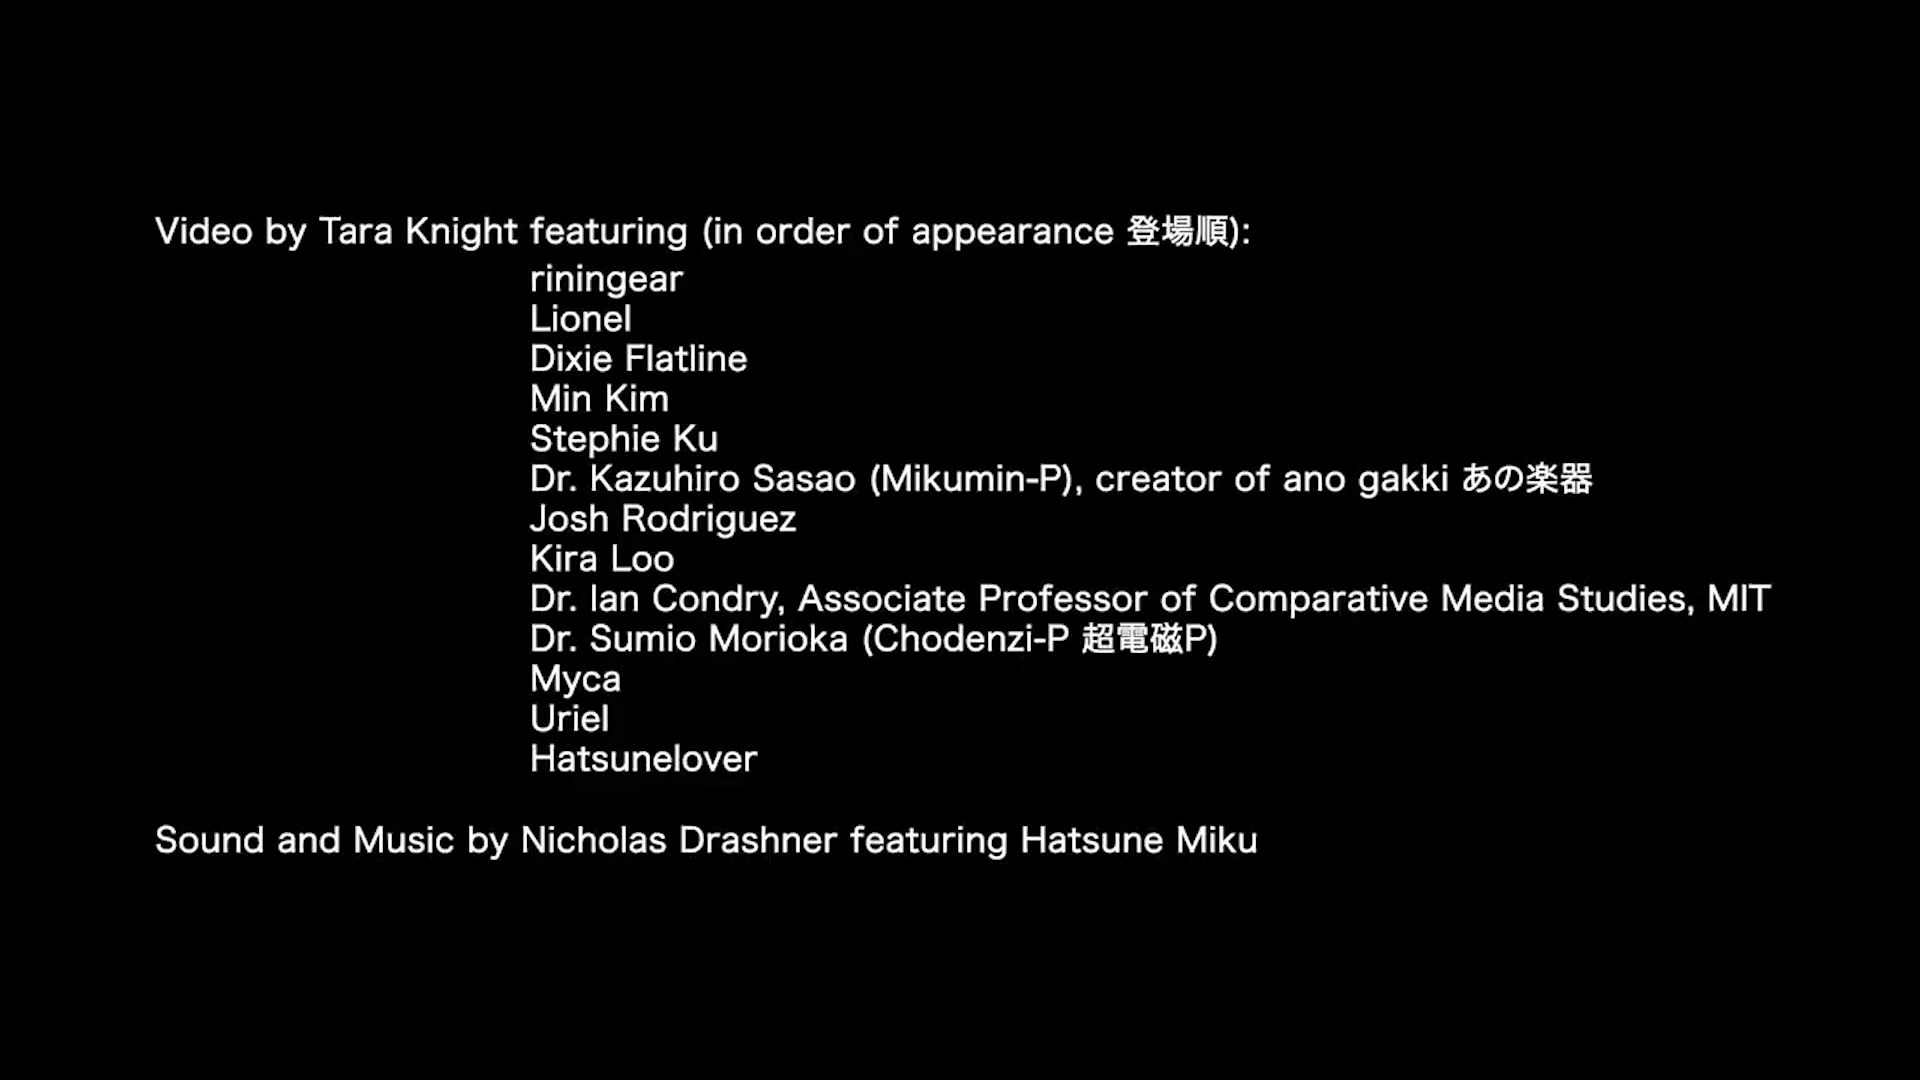 Video by Tara Knight featuring (in order of appearance 登場順):
riningear
Lionel
Dixie Flatline
Min Kim
Stephie Ku
Dr. Kazuhiro Sasao (Mikumin-P), creator of ano gakki あの楽器
Josh Rodriguez
Kira Loo
Dr. Ian Condry, Associate Professor of Comparative Media Studies, MIT
Dr. Sumio Morioka (Chodenzi-P 超電磁P)
Myca
Uriel
Hatsunelover
Sound and Music by Nicholas Drashner featuring Hatsune Miku